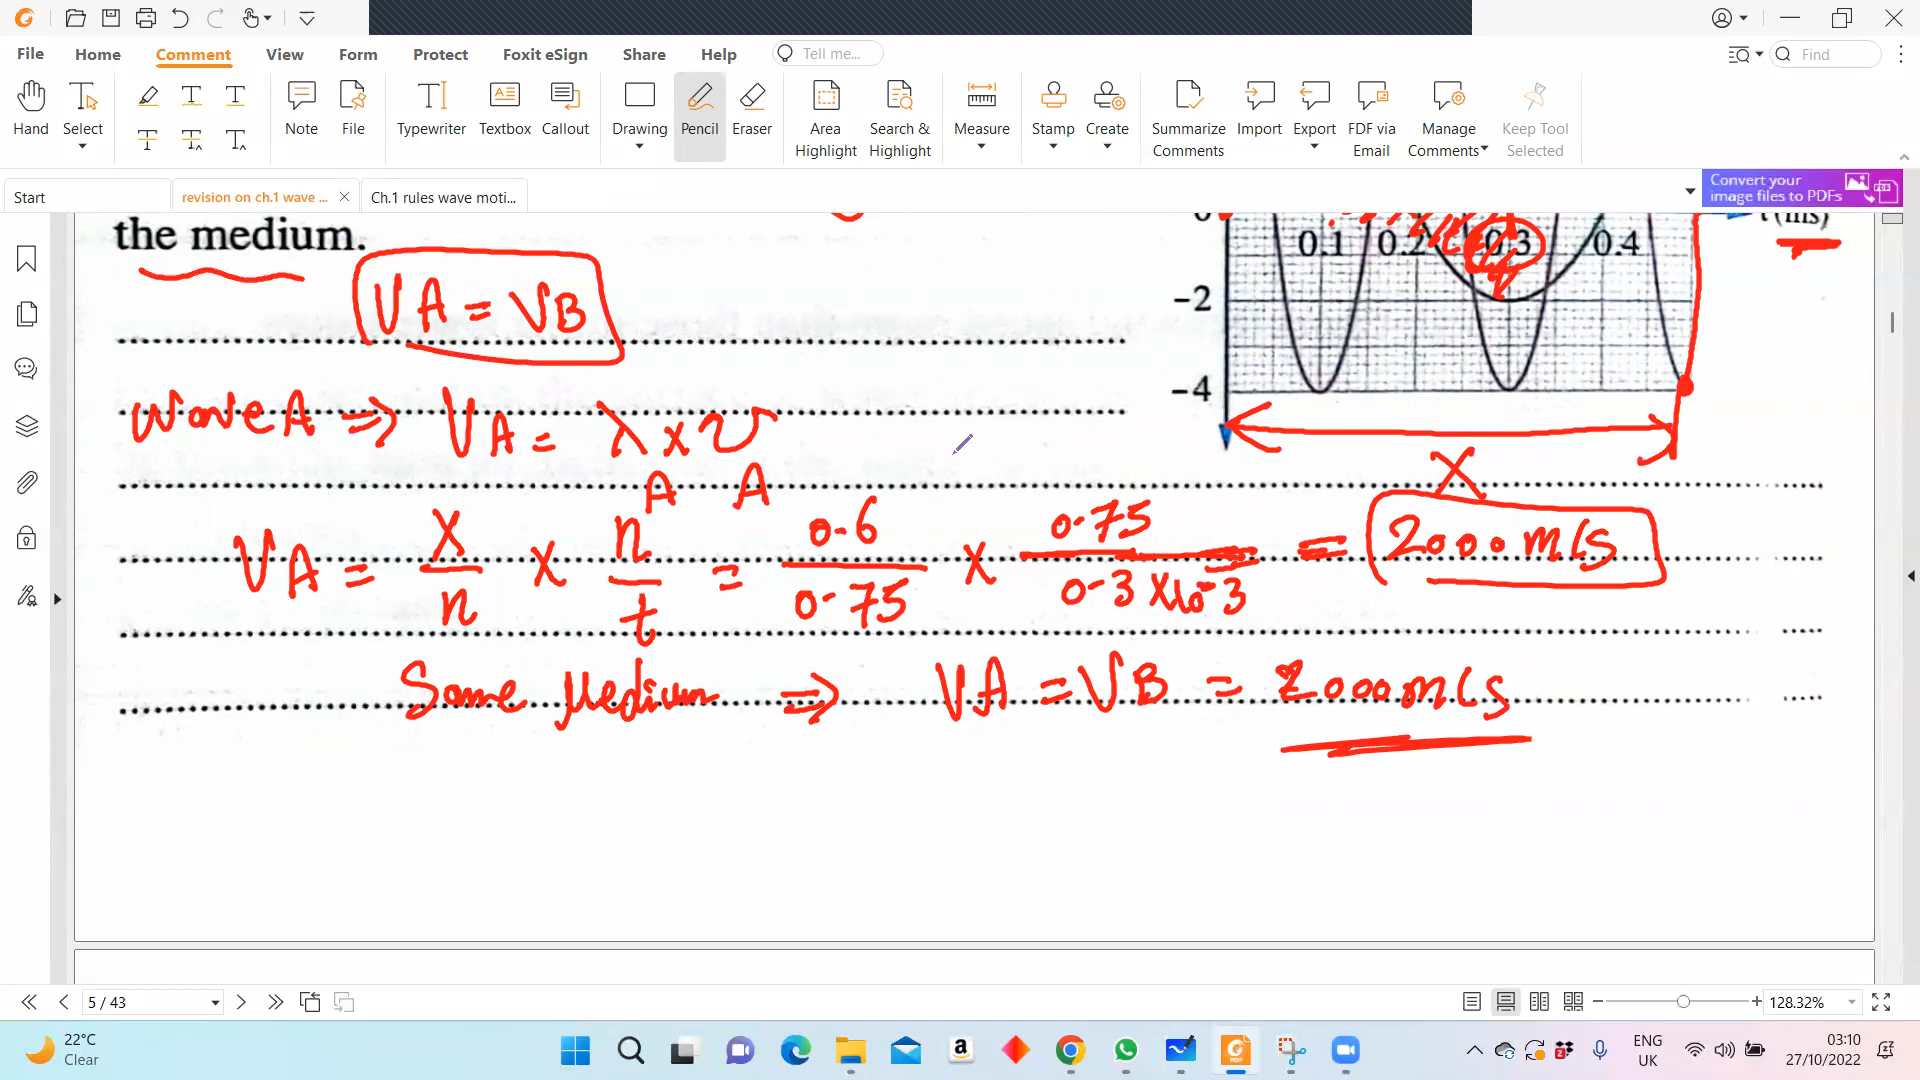 File Home Comment View Form Protect Foxit eSign Share Help Tell me... Find
Hand Select Note File Typewriter Textbox Callout Drawing Pencil Eraser Area Highlight Search & Highlight Measure Stamp Create Summarize Comments Import Export FDF via Email Manage Comments Keep Tool Selected
Start revision on ch.1 wave ... Ch.1 rules wave moti... Convert your image files to PDFs
the medium.
VA = VB
0.1 0.2 0.3 0.4 t (ms)
-2
-4
Wave A ⇒ VA = λA x υA
X
VA = X/n x n/t = 0.6/0.75 x 0.75/0.3 x10-3 = 2000 m/s
Same Medium ⇒ VA = VB = 2000 m/s
5 / 43 128.32%
22°C
Clear
ENG
UK
03:10
27/10/2022